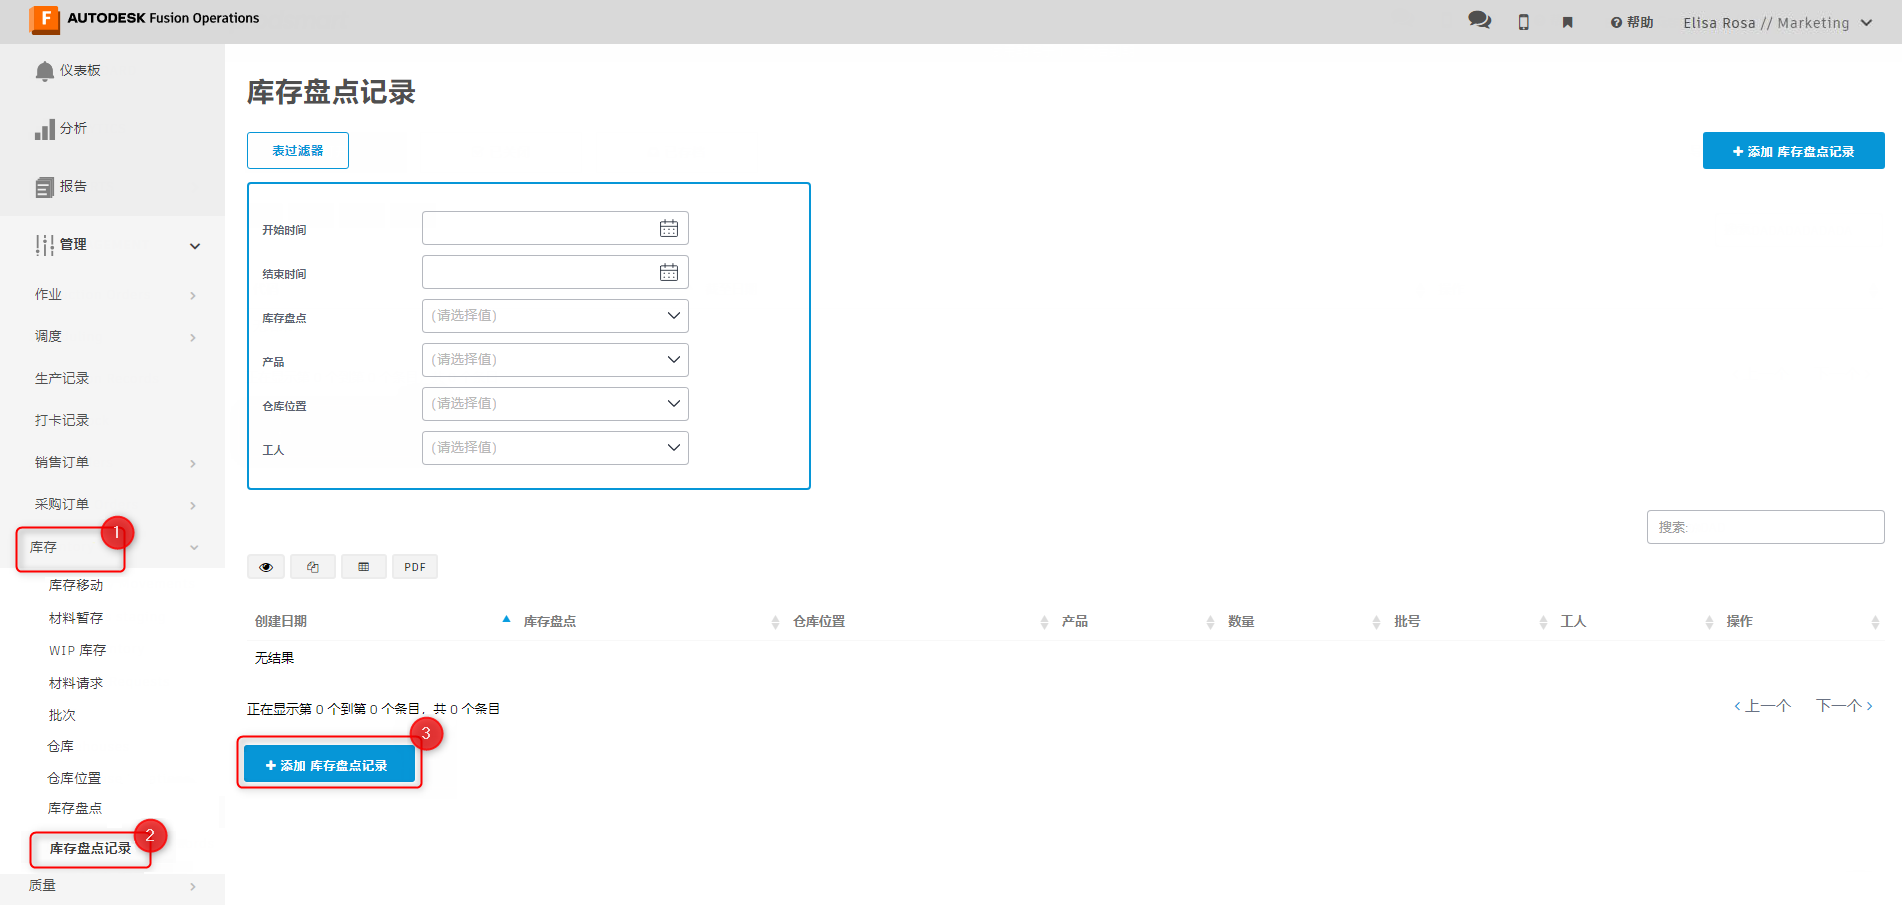 F AUTODESK Fusion Operations
帮助
Elisa Rosa // Marketing
仪表板
分析
报告
管理
作业
调度
生产记录
打卡记录
销售订单
采购订单
1
库存
库存移动
材料暂存
WIP 库存
材料请求
批次
仓库
仓库位置
库存盘点
2
库存盘点记录
质量
库存盘点记录
表过滤器
+ 添加 库存盘点记录
开始时间
结束时间
库存盘点 (请选择值)
产品 (请选择值)
仓库位置 (请选择值)
工人 (请选择值)
搜索:
PDF
创建日期 库存盘点 仓库位置 产品 数量 批号 工人 操作
无结果
正在显示第 0 个到第 0 个条目，共 0 个条目
‹ 上一个 下一个 ›
3
+ 添加 库存盘点记录